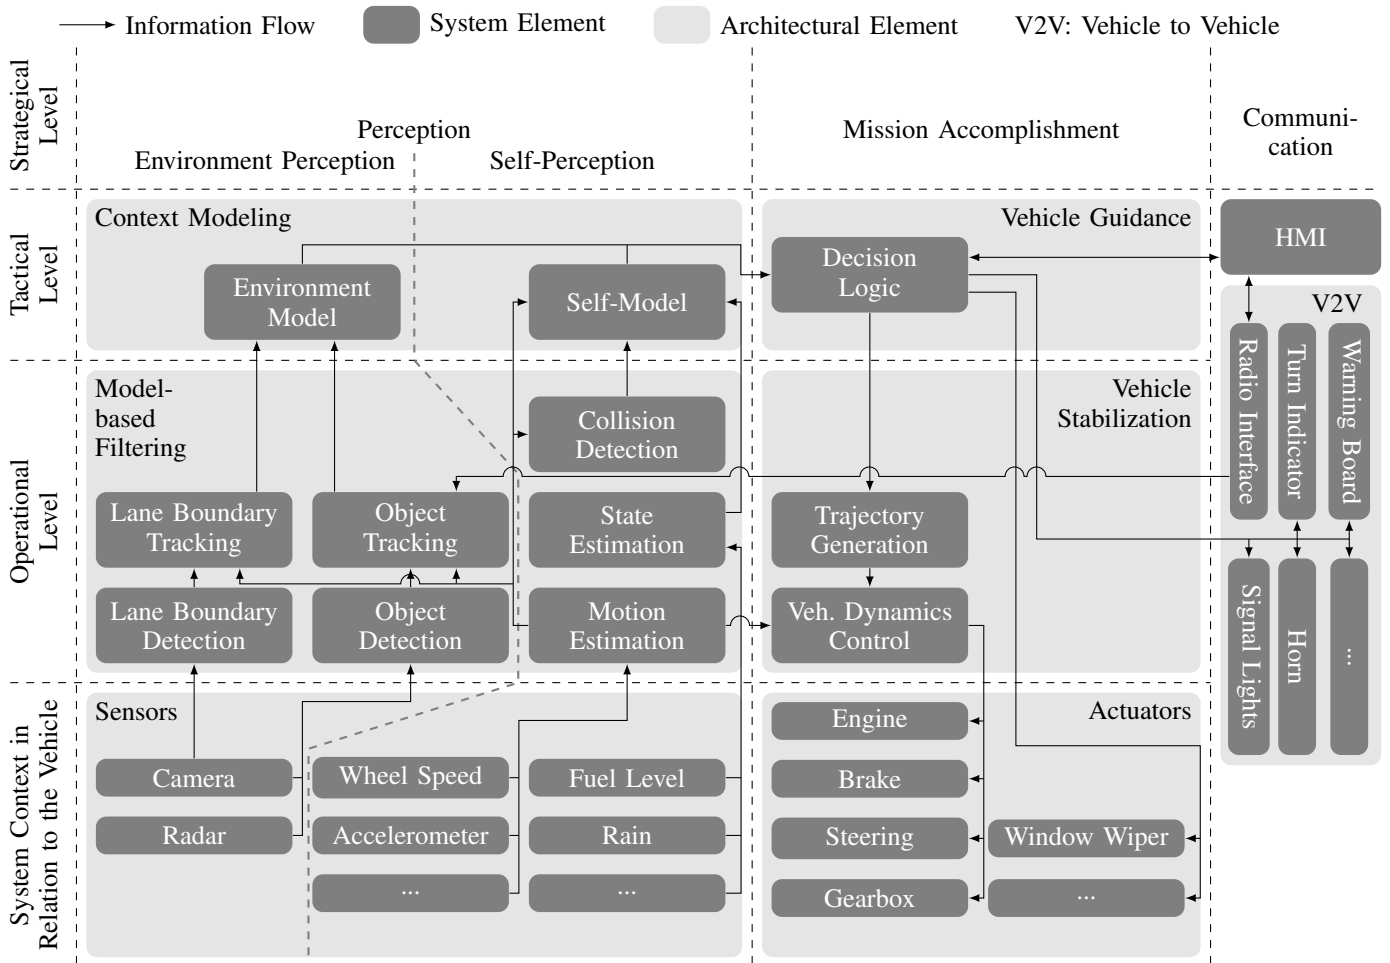 Information Flow
System Element
Architectural Element
V2V: Vehicle to Vehicle
Strategical
Level
Perception
Environment Perception
Self-Perception
Mission Accomplishment
Communi-
cation
Tactical
Level
Context Modeling
Environment
Model
Self-Model
Vehicle Guidance
Decision
Logic
HMI
V2V
Radio Interface
Turn Indicator
Warning Board
Signal Lights
Horn
...
Operational
Level
Model-
based
Filtering
Collision
Detection
Lane Boundary
Tracking
Object
Tracking
State
Estimation
Lane Boundary
Detection
Object
Detection
Motion
Estimation
Vehicle
Stabilization
Trajectory
Generation
Veh. Dynamics
Control
System Context in
Relation to the Vehicle
Sensors
Camera
Radar
Wheel Speed
Accelerometer
...
Fuel Level
Rain
...
Actuators
Engine
Brake
Steering
Gearbox
Window Wiper
...